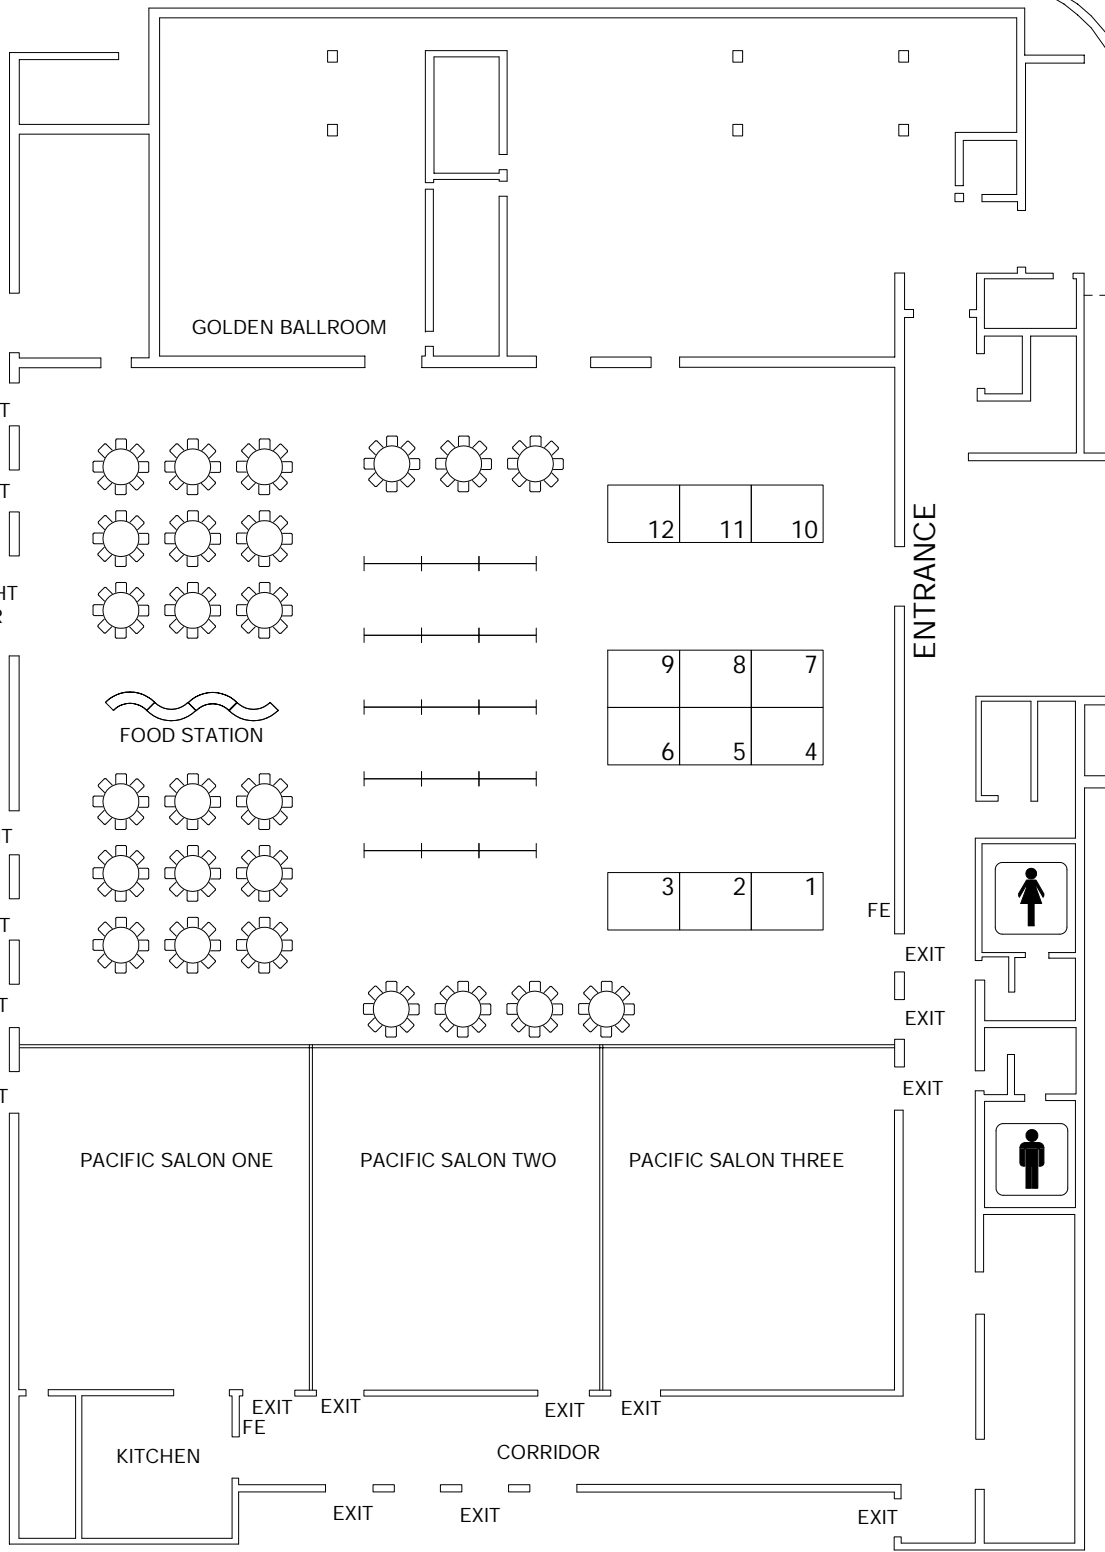 GOLDEN BALLROOM
T
T
HT
R
12 11 10
ENTRANCE
9 8 7
6 5 4
FOOD STATION
T
3 2 1
FE
T
EXIT
T
EXIT
T
EXIT
PACIFIC SALON ONE
PACIFIC SALON TWO
PACIFIC SALON THREE
EXIT
EXIT
EXIT
EXIT
FE
KITCHEN
CORRIDOR
EXIT
EXIT
EXIT